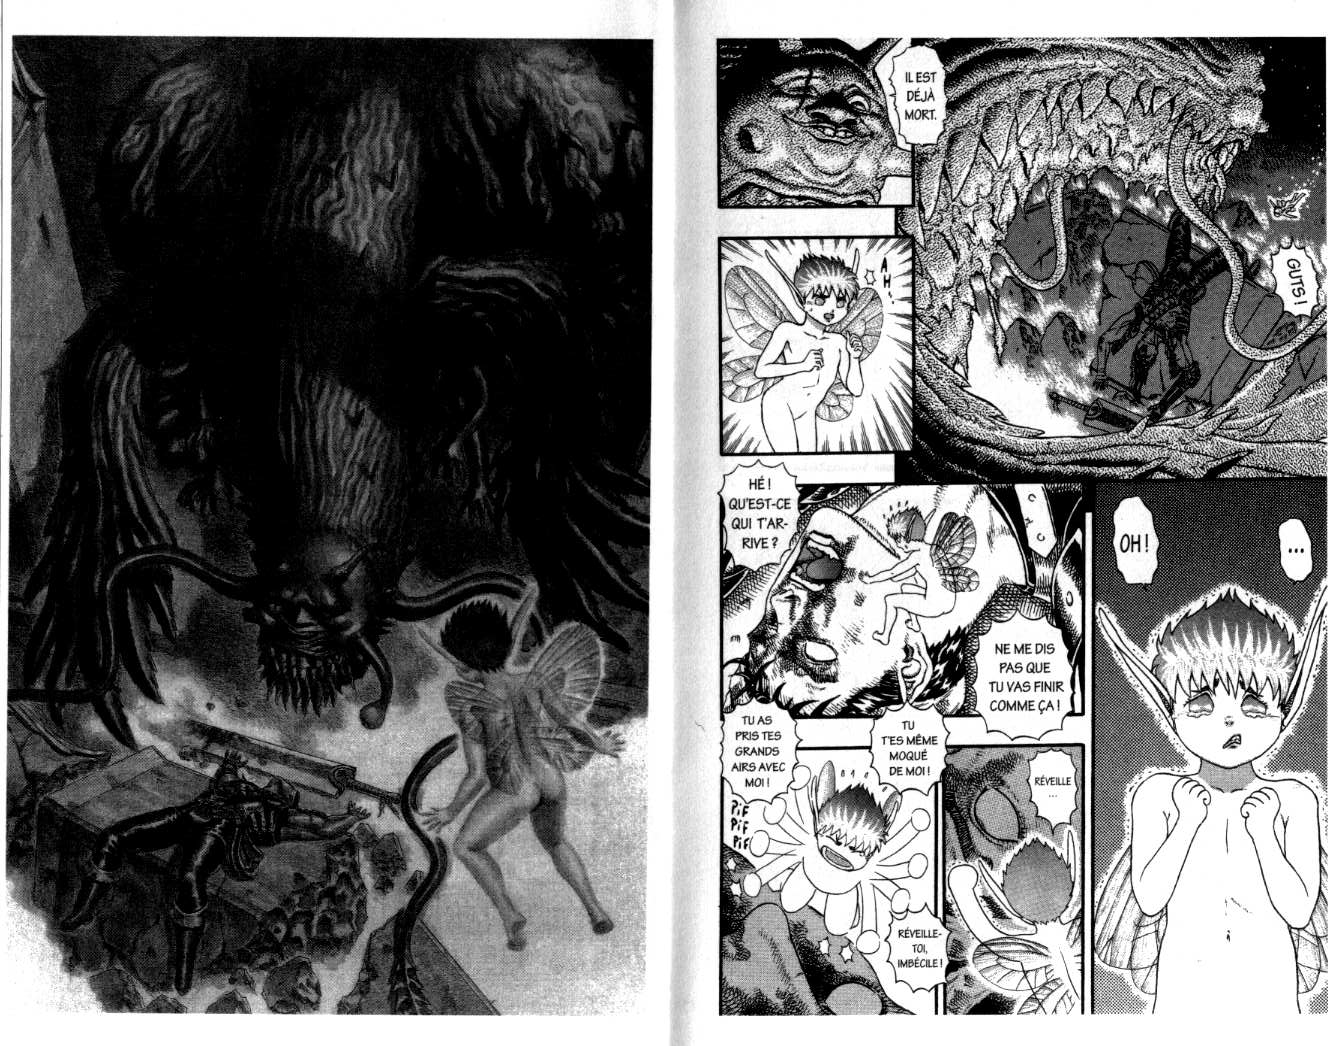 IL EST
DÉJÀ
MORT.
GUTS !
AH
HÉ !
QU'EST-CE
QUI T'AR-
RIVE ?
NE ME DIS
PAS QUE
TU VAS FINIR
COMME ÇA !
OH !
...
TU AS
PRIS TES
GRANDS
AIRS AVEC
MOI !
TU
T'ES MÊME
MOQUÉ
DE MOI !
PIF
PIF
PIF
RÉVEILLE-
TOI,
IMBÉCILE !
RÉVEILLE
...